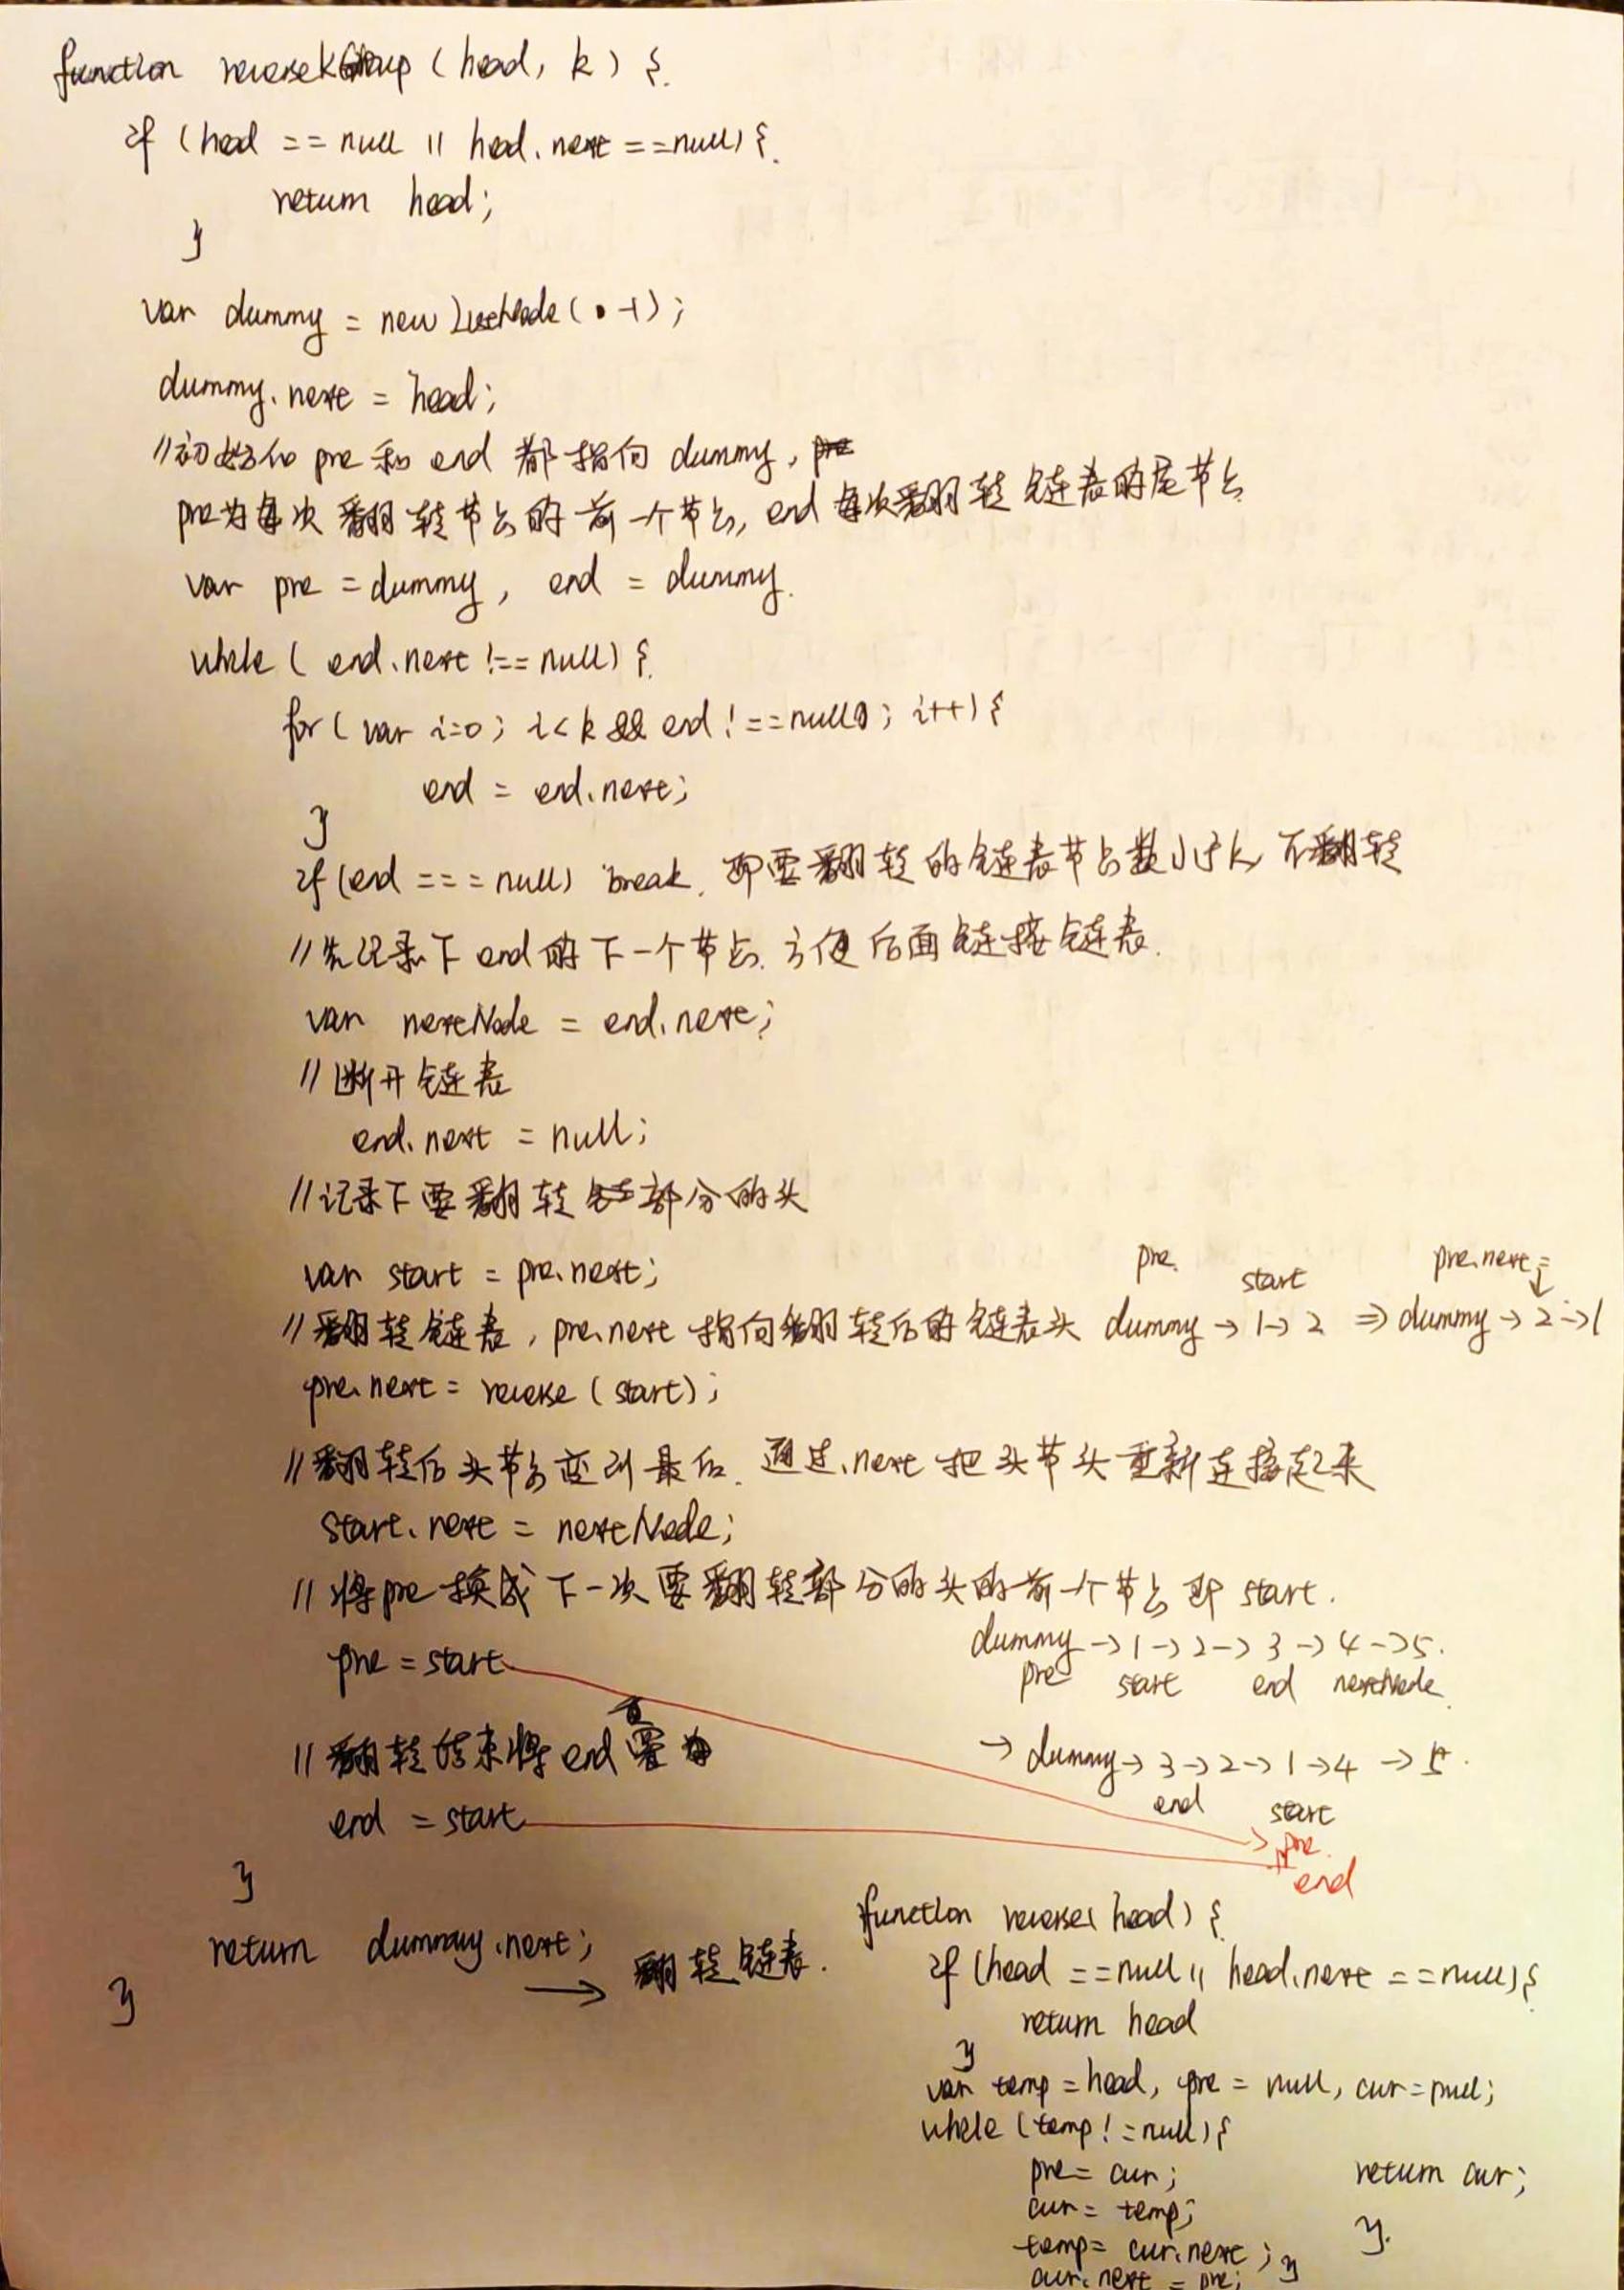 function reverseKGroup (head, k) {
if (head == null || head.next == null) {
return head;
}
var dummy = new ListNode(-1);
dummy.next = head;
//初始化 pre 和 end 都指向 dummy,
pre为每次翻转节点的前一个节点, end 每次翻转链表的尾节点
var pre = dummy, end = dummy.
while ( end.next !== null) {
for ( var i=0; i<k && end !== null; i++) {
end = end.next;
}
if (end === null) break. 即要翻转的链表节点数小于k, 不翻转
//先记录下 end 的下一个节点. 方便后面链接链表.
var nextNode = end.next;
//断开链表
end.next = null;
//记录下要翻转部分的头
var start = pre.next;
pre. start pre.next =
↓
//翻转链表, pre.next 指向翻转后的链表头 dummy → 1 → 2 ⇒ dummy → 2 → 1
pre.next = reverse (start);
//翻转后头节点变到最后. 通过.next 把头节头重新连接起来
start.next = nextNode;
//将pre换成下一次要翻转部分的头的前一个节点即 start.
pre = start
dummy → 1 → 2 → 3 → 4 → 5.
pre start end nextNode
//翻转结束将 end 置为
→ dummy → 3 → 2 → 1 → 4 → 5.
end start
end = start
pre.
end
}
return dummy.next;
}
→ 翻转链表.
function reverse( head) {
if (head == null || head.next == null) {
return head
}
var temp = head, pre = null, cur = null;
while (temp != null) {
pre = cur;
cur = temp;
temp = cur.next;
cur.next = pre; }
return cur;
}.